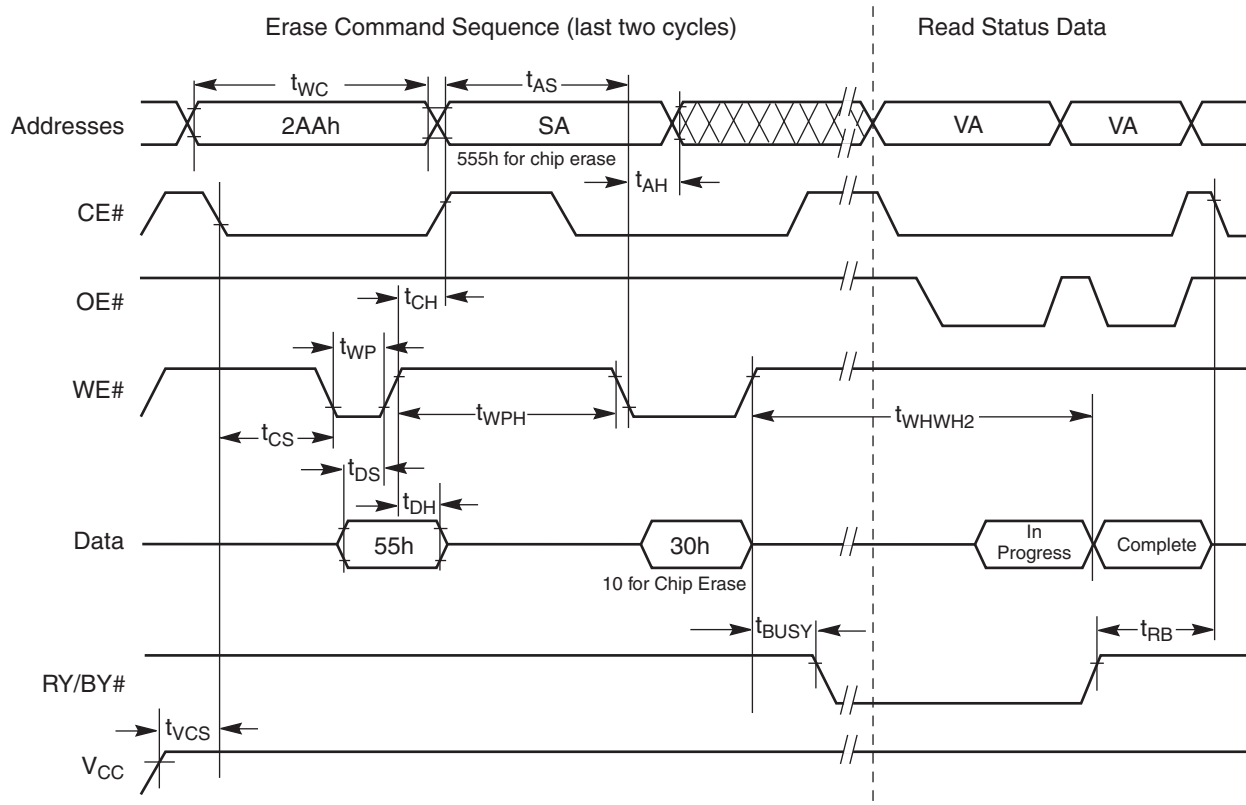 Erase Command Sequence (last two cycles) Read Status Data
tWC tAS
Addresses 2AAh SA VA VA
555h for chip erase
tAH
CE#
OE#
tCH
tWP
WE#
tWPH tWHWH2
tCS
tDS
tDH
Data 55h 30h In Progress Complete
10 for Chip Erase
tBUSY tRB
RY/BY#
tVCS
VCC